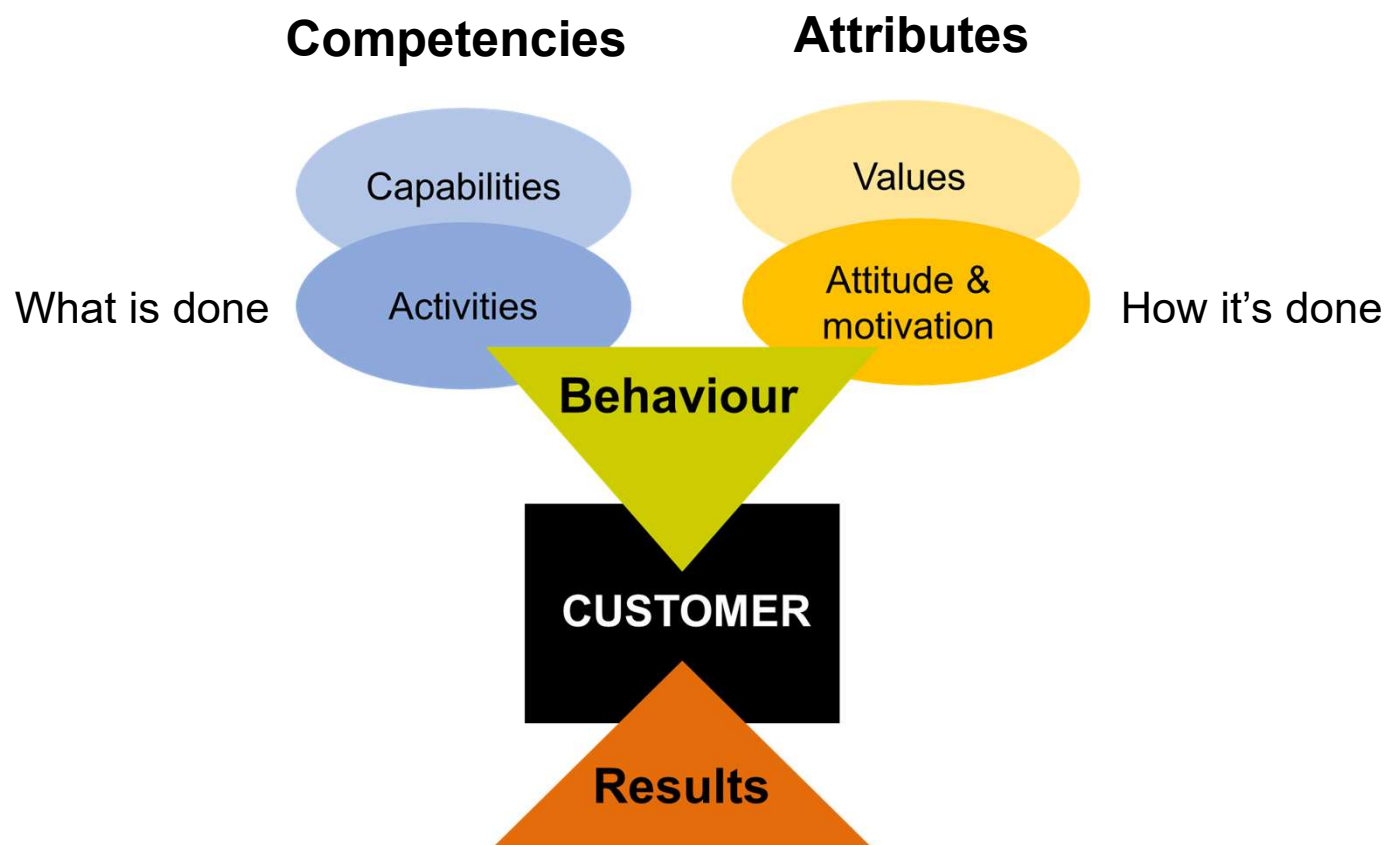 Competencies
Attributes
Capabilities
Values
What is done
Activities
Attitude &
motivation
How it’s done
Behaviour
CUSTOMER
Results